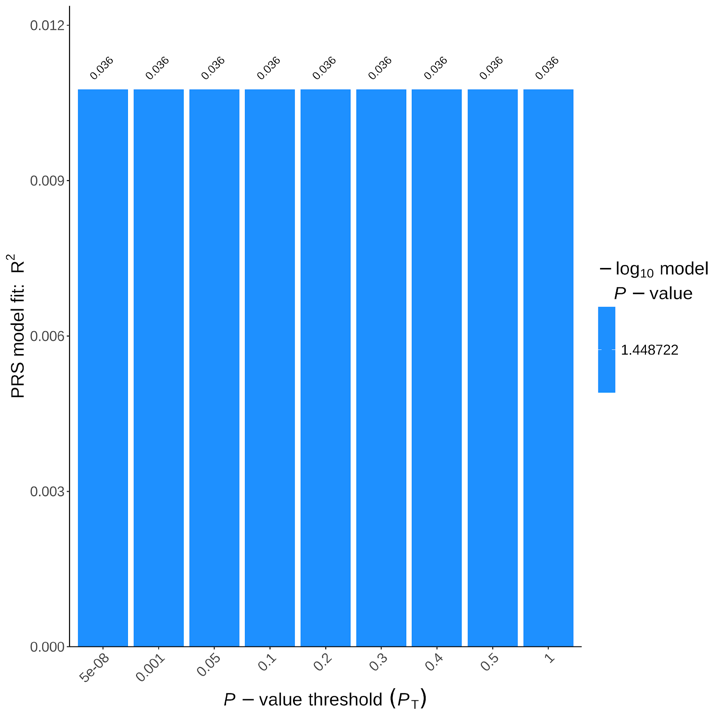 0.012
0.009
0.006
0.003
0.000
PRS model fit: R²
0.036 0.036 0.036 0.036 0.036 0.036 0.036 0.036 0.036
5e-08 0.001 0.05 0.1 0.2 0.3 0.4 0.5 1
P − value threshold (P_T)
− log₁₀ model
P − value
1.448722